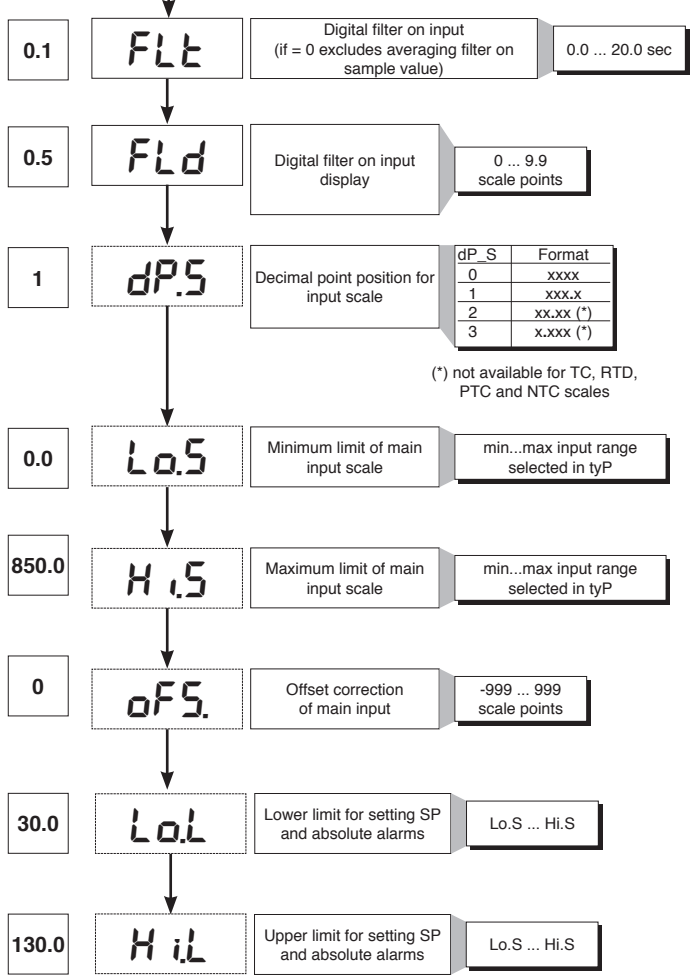 0.1
FLt
Digital filter on input
(if = 0 excludes averaging filter on
sample value)
0.0 ... 20.0 sec
0.5
FLd
Digital filter on input
display
0 ... 9.9
scale points
1
dP.S
Decimal point position for
input scale
dP_S Format
0 xxxx
1 xxx.x
2 xx.xx (*)
3 x.xxx (*)
(*) not available for TC, RTD,
PTC and NTC scales
0.0
Lo.S
Minimum limit of main
input scale
min...max input range
selected in tyP
850.0
Hi.S
Maximum limit of main
input scale
min...max input range
selected in tyP
0
oFS.
Offset correction
of main input
-999 ... 999
scale points
30.0
Lo.L
Lower limit for setting SP
and absolute alarms
Lo.S ... Hi.S
130.0
Hi.L
Upper limit for setting SP
and absolute alarms
Lo.S ... Hi.S